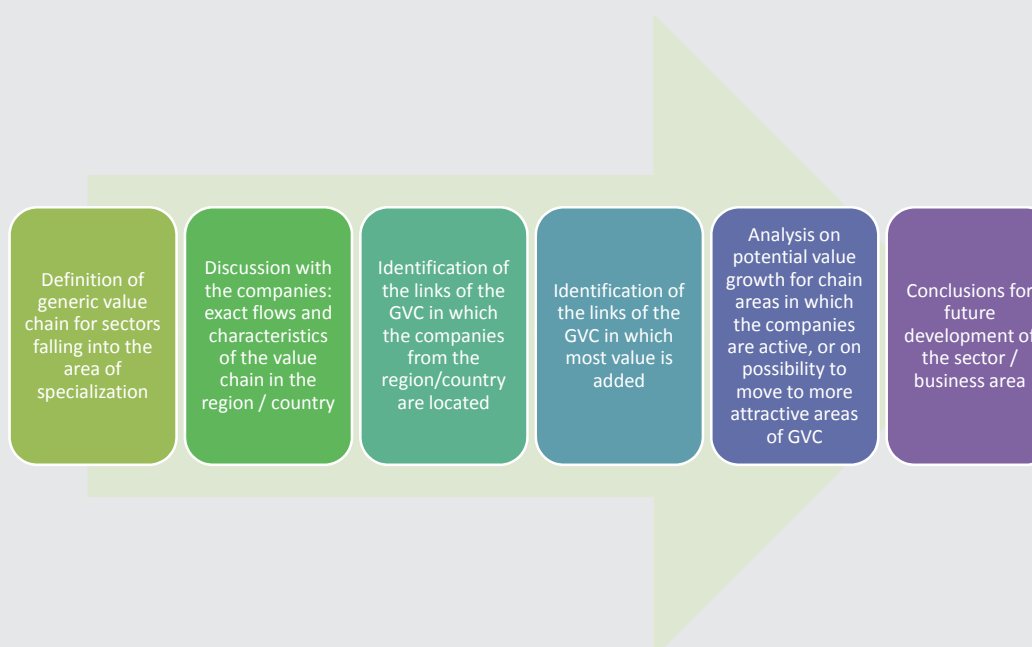 Definition of
generic value
chain for sectors
falling into the
area of
specialization
Discussion with
the companies:
exact flows and
characteristics
of the value
chain in the
region / country
Identification of
the links of the
GVC in which
the companies
from the
region/country
are located
Identification of
the links of the
GVC in which
most value is
added
Analysis on
potential value
growth for chain
areas in which
the companies
are active, or on
possibility to
move to more
attractive areas
of GVC
Conclusions for
future
development of
the sector /
business area